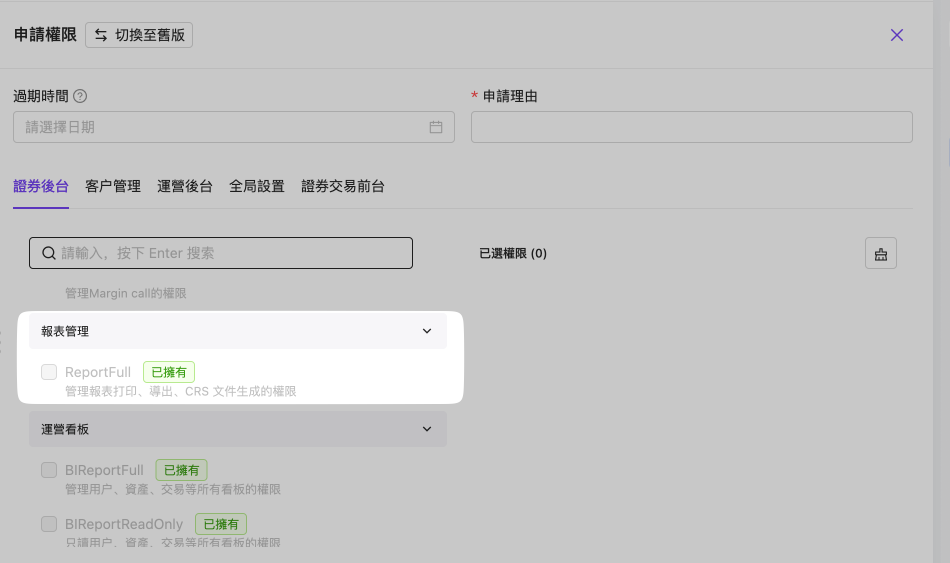 申請權限 切換至舊版
過期時間 * 申請理由
請選擇日期
證券後台 客户管理 運營後台 全局設置 證券交易前台
請輸入，按下 Enter 搜索 已選權限 (0)
管理Margin call的權限
報表管理
ReportFull 已擁有
管理報表打印、導出、CRS 文件生成的權限
運營看板
BIReportFull 已擁有
管理用户、資產、交易等所有看板的權限
BIReportReadOnly 已擁有
只讀用户、資產、交易等所有看板的權限